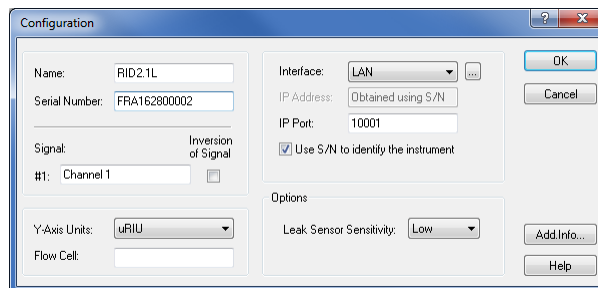 Configuration
?
Name: RID2.1L
Serial Number: FRA162800002
Signal: Inversion of Signal
#1: Channel 1
Y-Axis Units: uRIU
Flow Cell:
Interface: LAN ...
IP Address: Obtained using S/N
IP Port: 10001
Use S/N to identify the instrument
Options
Leak Sensor Sensitivity: Low
OK
Cancel
Add.Info...
Help